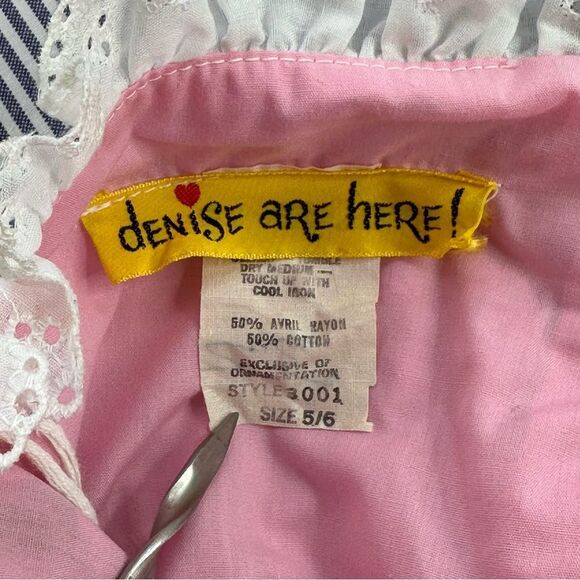 dENiSE aRE hERE!
DRY MEDIUM —
TOUCH UP WITH
COOL IRON
50% AVRIL RAYON
50% COTTON
EXCLUSIVE OF
ORNAMENTATION
STYLE 3001
SIZE 5/6